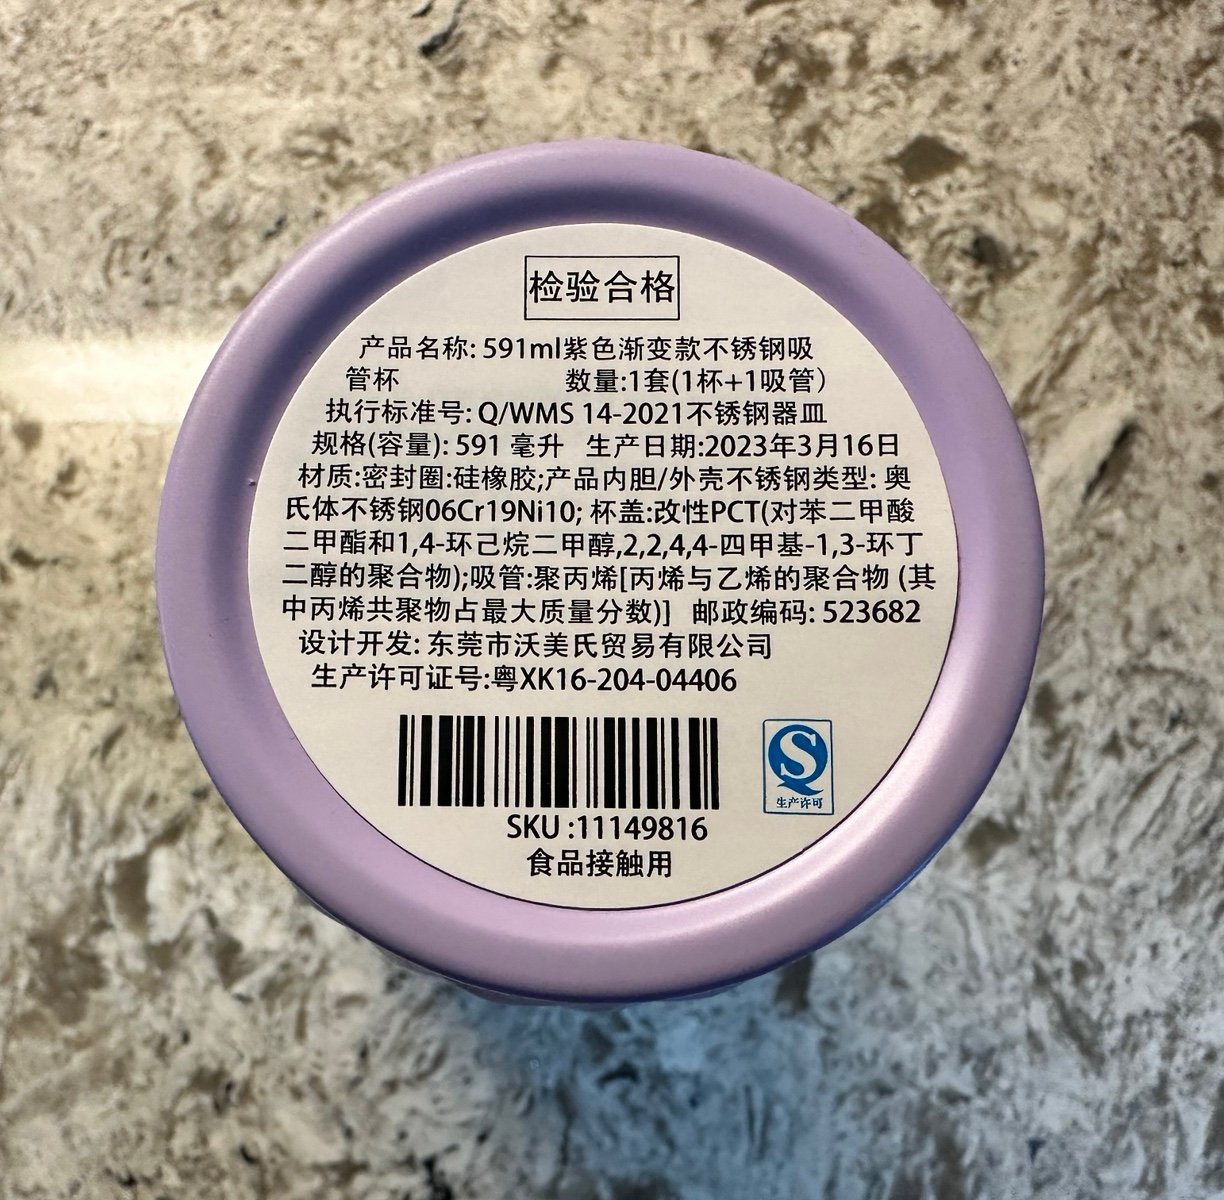 检验合格
产品名称: 591ml紫色渐变款不锈钢吸
管杯 数量:1套(1杯+1吸管)
执行标准号: Q/WMS 14-2021不锈钢器皿
规格(容量): 591 毫升 生产日期:2023年3月16日
材质:密封圈:硅橡胶;产品内胆/外壳不锈钢类型: 奥
氏体不锈钢06Cr19Ni10; 杯盖:改性PCT(对苯二甲酸
二甲酯和1,4-环己烷二甲醇,2,2,4,4-四甲基-1,3-环丁
二醇的聚合物);吸管:聚丙烯[丙烯与乙烯的聚合物 (其
中丙烯共聚物占最大质量分数)] 邮政编码: 523682
设计开发: 东莞市沃美氏贸易有限公司
生产许可证号:粤XK16-204-04406
S
生产许可
SKU :11149816
食品接触用